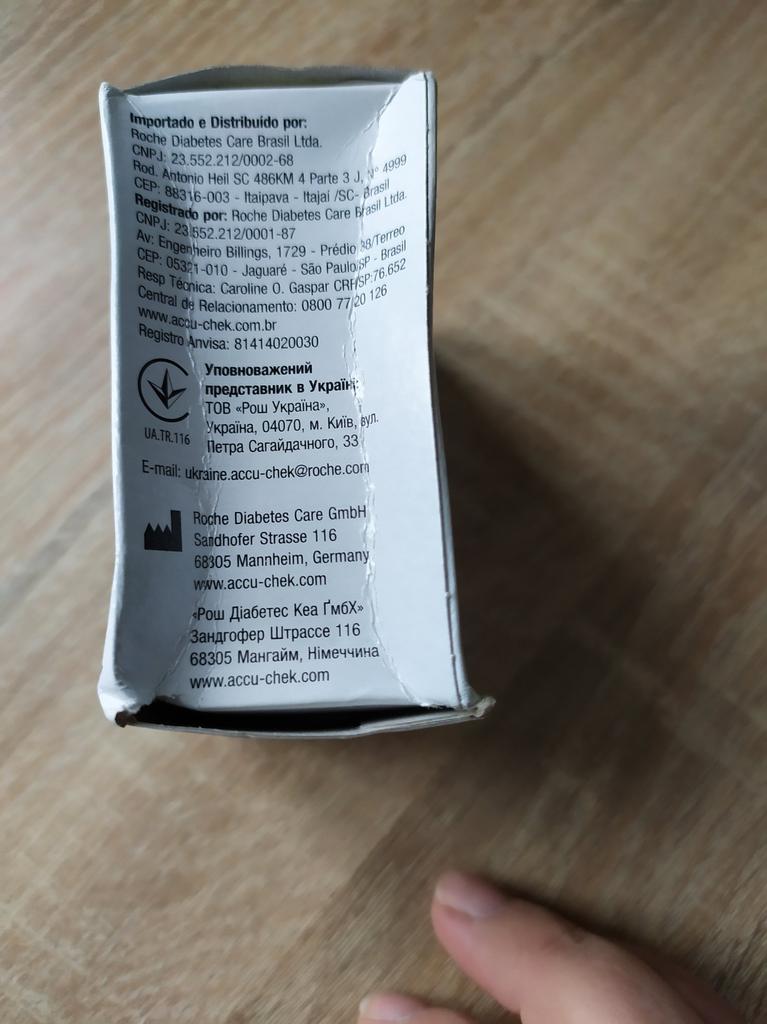 Importado e Distribuído por:
Roche Diabetes Care Brasil Ltda.
CNPJ: 23.552.212/0002-68
Rod. Antonio Heil SC 486KM 4 Parte 3 J, N° 4999
CEP: 88316-003 - Itaipava - Itajaí /SC- Brasil
Registrado por: Roche Diabetes Care Brasil Ltda.
CNPJ: 23.552.212/0001-87
Av: Engenheiro Billings, 1729 - Prédio 38/Terreo
CEP: 05321-010 - Jaguaré - São Paulo/SP - Brasil
Resp Técnica: Caroline O. Gaspar CRF/SP:76.652
Central de Relacionamento: 0800 77 20 126
www.accu-chek.com.br
Registro Anvisa: 81414020030
Уповноважений
представник в Україні:
ТОВ «Рош Україна»,
Україна, 04070, м. Київ, вул.
Петра Сагайдачного, 33
UA.TR.116
E-mail: ukraine.accu-chek@roche.com
Roche Diabetes Care GmbH
Sandhofer Strasse 116
68305 Mannheim, Germany
www.accu-chek.com
«Рош Діабетес Кеа ҐмбХ»
Зандгофер Штрассе 116
68305 Мангайм, Німеччина
www.accu-chek.com